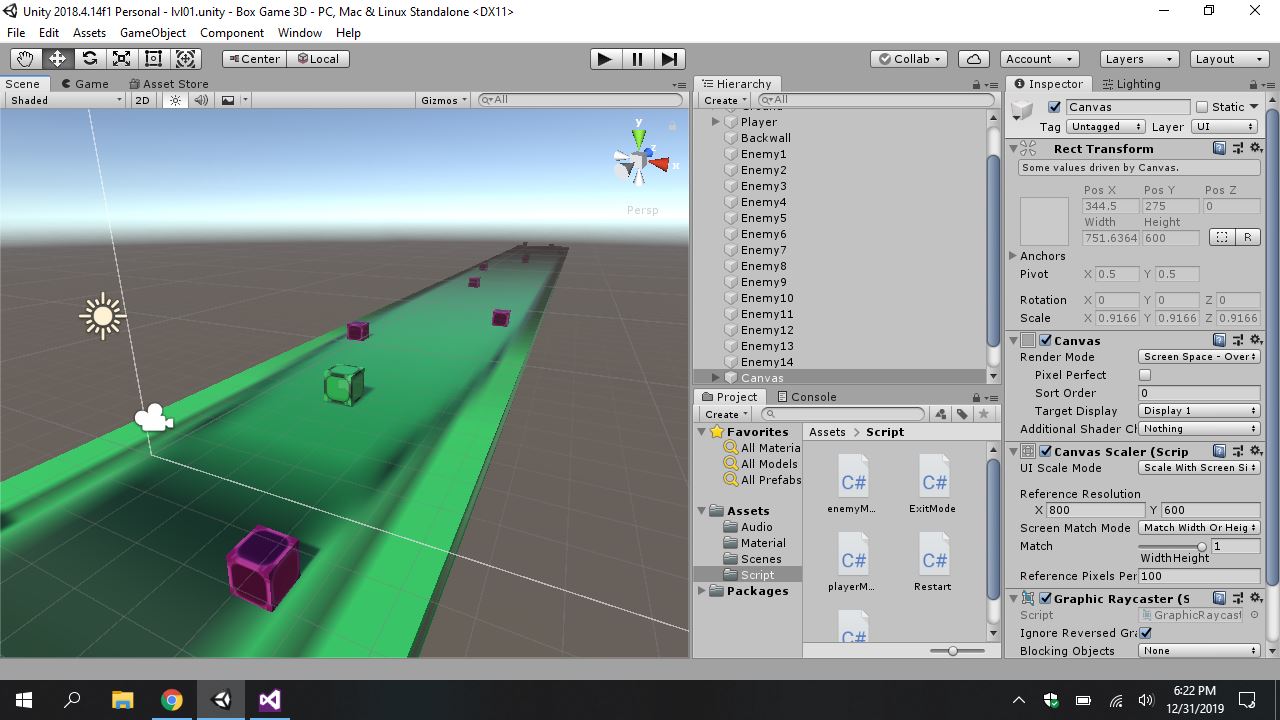 Unity 2018.4.14f1 Personal - lvl01.unity - Box Game 3D - PC, Mac & Linux Standalone <DX11>
File Edit Assets GameObject Component Window Help
Center Local Collab Account Layers Layout
Scene Game Asset Store
Shaded 2D Gizmos All
y
z
x
Persp
Hierarchy
Create All
Player
Backwall
Enemy1
Enemy2
Enemy3
Enemy4
Enemy5
Enemy6
Enemy7
Enemy8
Enemy9
Enemy10
Enemy11
Enemy12
Enemy13
Enemy14
Canvas
Project Console
Create
Favorites
All Materia
All Models
All Prefabs
Assets
Audio
Material
Scenes
Script
Packages
Assets > Script
C# C#
enemyM... ExitMode
C# C#
playerM... Restart
C#
Inspector Lighting
Canvas Static
Tag Untagged Layer UI
Rect Transform
Some values driven by Canvas.
Pos X Pos Y Pos Z
344.5 275 0
Width Height
751.6364 600
R
Anchors
Pivot X 0.5 Y 0.5
Rotation X 0 Y 0 Z 0
Scale X 0.9166 Y 0.9166 Z 0.9166
Canvas
Render Mode Screen Space - Over
Pixel Perfect
Sort Order 0
Target Display Display 1
Additional Shader Ch Nothing
Canvas Scaler (Scrip
UI Scale Mode Scale With Screen Si
Reference Resolution
X 800 Y 600
Screen Match Mode Match Width Or Heig
Match 1
WidthHeight
Reference Pixels Per 100
Graphic Raycaster (S
Script GraphicRaycast
Ignore Reversed Gra
Blocking Objects None
6:22 PM
12/31/2019